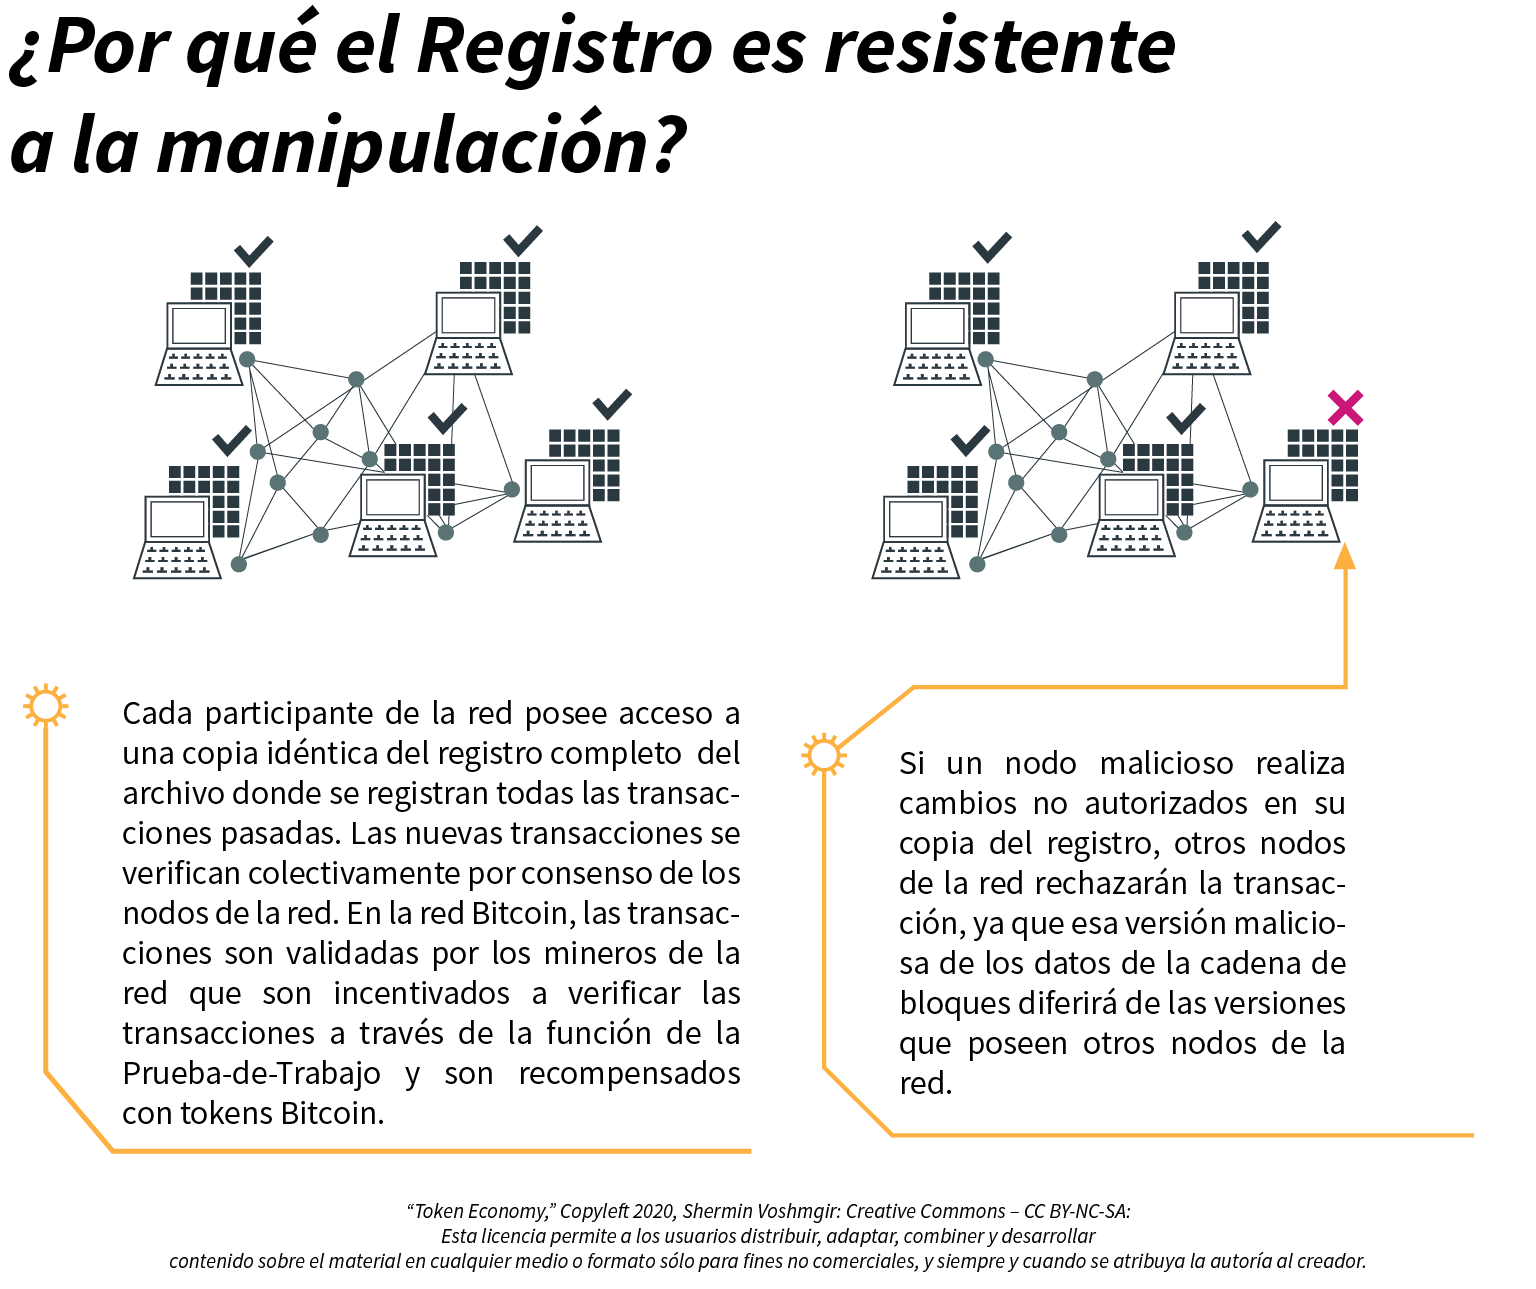 ¿Por qué el Registro es resistente
a la manipulación?
Cada participante de la red posee acceso a
una copia idéntica del registro completo del
archivo donde se registran todas las transac-
ciones pasadas. Las nuevas transacciones se
verifican colectivamente por consenso de los
nodos de la red. En la red Bitcoin, las transac-
ciones son validadas por los mineros de la
red que son incentivados a verificar las
transacciones a través de la función de la
Prueba-de-Trabajo y son recompensados
con tokens Bitcoin.
Si un nodo malicioso realiza
cambios no autorizados en su
copia del registro, otros nodos
de la red rechazarán la transac-
ción, ya que esa versión malicio-
sa de los datos de la cadena de
bloques diferirá de las versiones
que poseen otros nodos de la
red.
“Token Economy,” Copyleft 2020, Shermin Voshmgir: Creative Commons – CC BY-NC-SA:
Esta licencia permite a los usuarios distribuir, adaptar, combiner y desarrollar
contenido sobre el material en cualquier medio o formato sólo para fines no comerciales, y siempre y cuando se atribuya la autoría al creador.